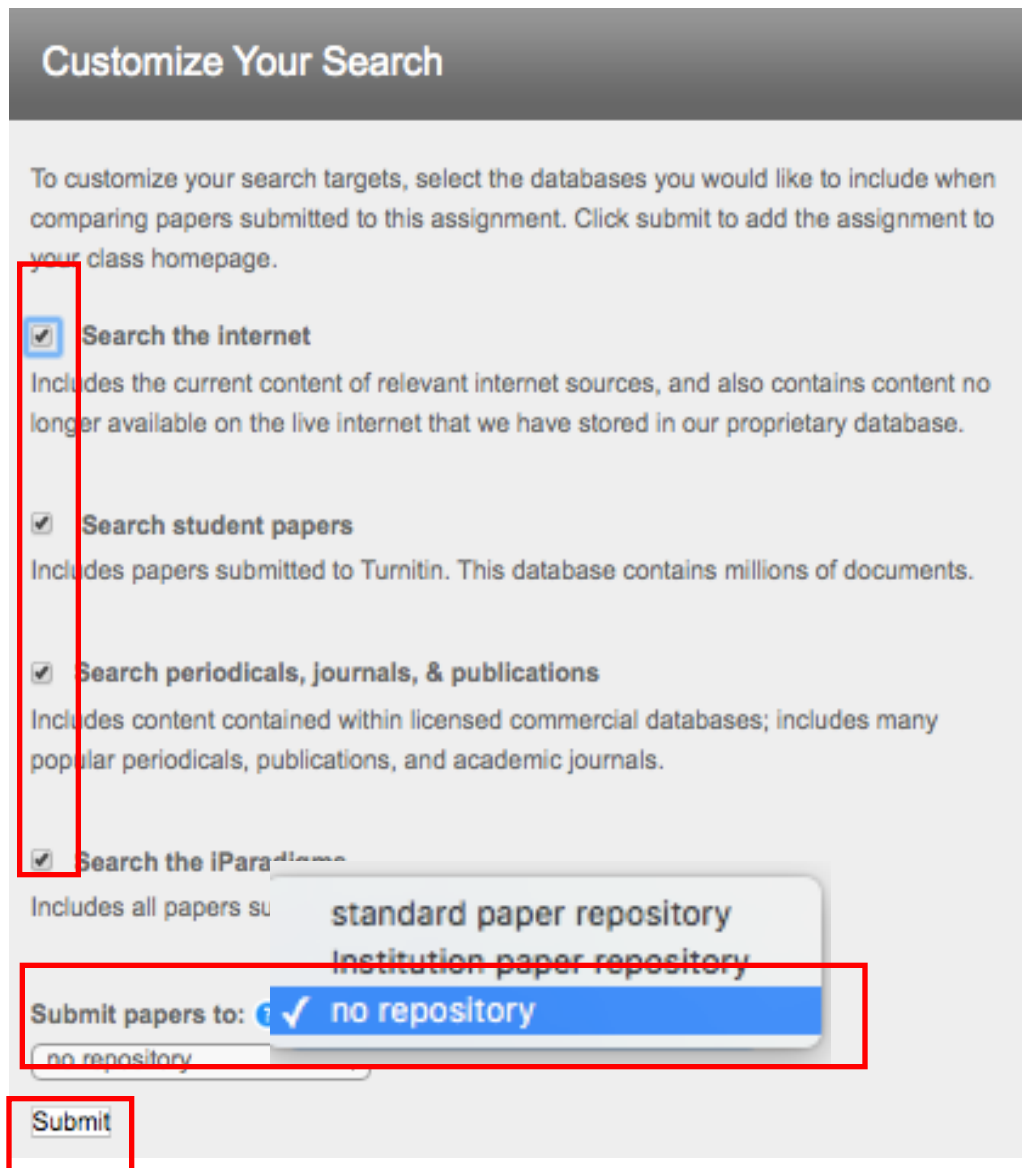 Customize Your Search
To customize your search targets, select the databases you would like to include when
comparing papers submitted to this assignment. Click submit to add the assignment to
your class homepage.
Search the internet
Includes the current content of relevant internet sources, and also contains content no
longer available on the live internet that we have stored in our proprietary database.
Search student papers
Includes papers submitted to Turnitin. This database contains millions of documents.
Search periodicals, journals, & publications
Includes content contained within licensed commercial databases; includes many
popular periodicals, publications, and academic journals.
Search the iParadigms
Includes all papers su
standard paper repository
Institution paper repository
Submit papers to:
✓ no repository
no repository
Submit